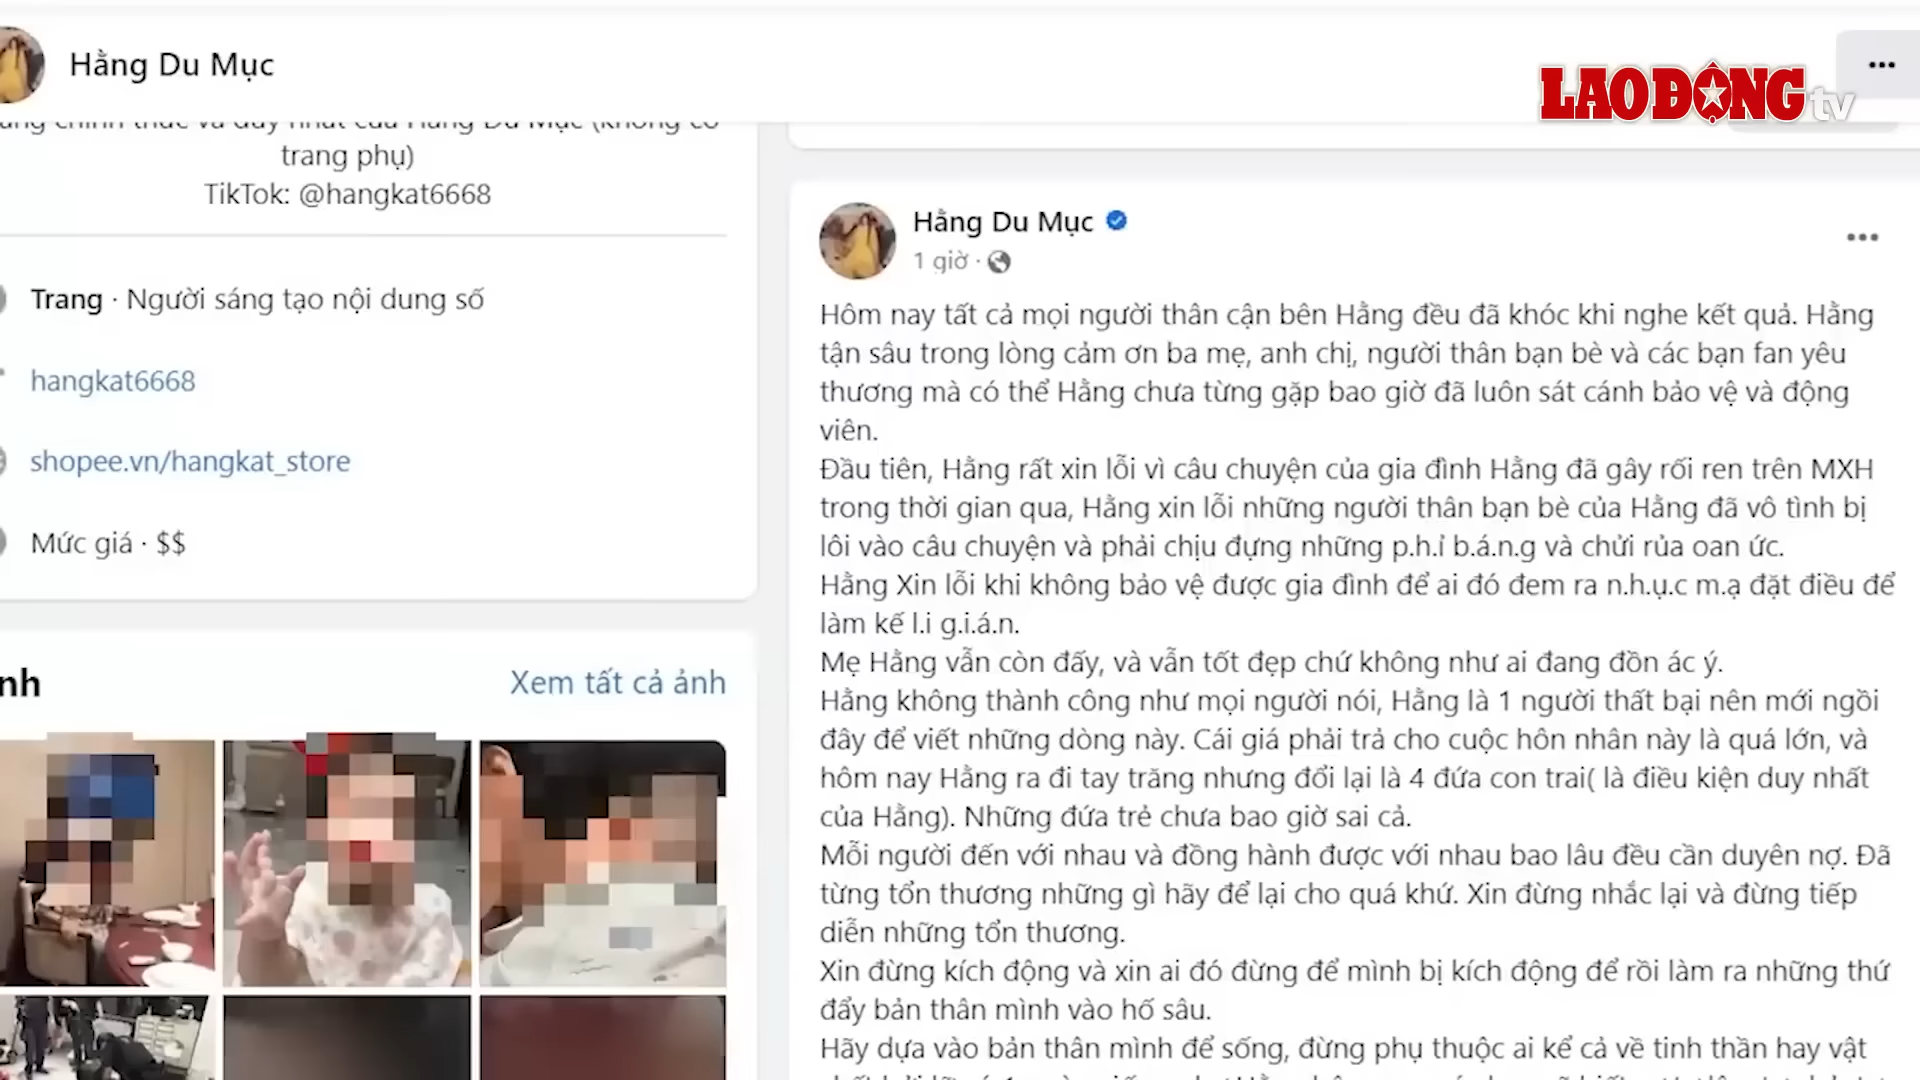 Hằng Du Mục
LAO ĐỘNG tv
ang chính thức và duy nhất của Hằng Du Mục (không có
trang phụ)
TikTok: @hangkat6668
Trang · Người sáng tạo nội dung số
hangkat6668
shopee.vn/hangkat_store
Mức giá · $$
nh
Xem tất cả ảnh
Hằng Du Mục
1 giờ ·
Hôm nay tất cả mọi người thân cận bên Hằng đều đã khóc khi nghe kết quả. Hằng
tận sâu trong lòng cảm ơn ba mẹ, anh chị, người thân bạn bè và các bạn fan yêu
thương mà có thể Hằng chưa từng gặp bao giờ đã luôn sát cánh bảo vệ và động
viên.
Đầu tiên, Hằng rất xin lỗi vì câu chuyện của gia đình Hằng đã gây rối ren trên MXH
trong thời gian qua, Hằng xin lỗi những người thân bạn bè của Hằng đã vô tình bị
lôi vào câu chuyện và phải chịu đựng những p.h.ỉ b.á.n.g và chửi rủa oan ức.
Hằng Xin lỗi khi không bảo vệ được gia đình để ai đó đem ra n.h.ụ.c m.ạ đặt điều để
làm kế l.i g.i.á.n.
Mẹ Hằng vẫn còn đấy, và vẫn tốt đẹp chứ không như ai đang đồn ác ý.
Hằng không thành công như mọi người nói, Hằng là 1 người thất bại nên mới ngồi
đây để viết những dòng này. Cái giá phải trả cho cuộc hôn nhân này là quá lớn, và
hôm nay Hằng ra đi tay trắng nhưng đổi lại là 4 đứa con trai( là điều kiện duy nhất
của Hằng). Những đứa trẻ chưa bao giờ sai cả.
Mỗi người đến với nhau và đồng hành được với nhau bao lâu đều cần duyên nợ. Đã
từng tổn thương những gì hãy để lại cho quá khứ. Xin đừng nhắc lại và đừng tiếp
diễn những tổn thương.
Xin đừng kích động và xin ai đó đừng để mình bị kích động để rồi làm ra những thứ
đẩy bản thân mình vào hố sâu.
Hãy dựa vào bản thân mình để sống, đừng phụ thuộc ai kể cả về tinh thần hay vật